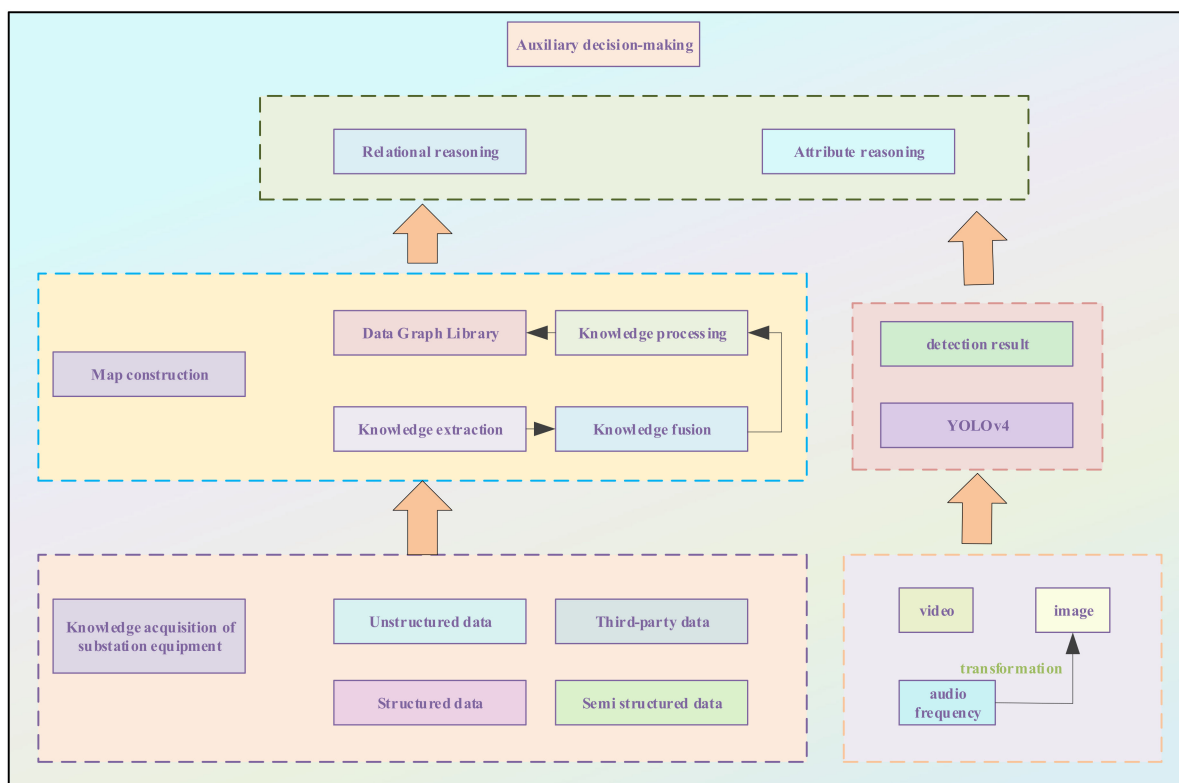 Auxiliary decision-making
Relational reasoning
Attribute reasoning
Data Graph Library
Knowledge processing
Map construction
Knowledge extraction
Knowledge fusion
detection result
YOLOv4
Knowledge acquisition of
substation equipment
Unstructured data
Third-party data
Structured data
Semi structured data
video
image
transformation
audio
frequency